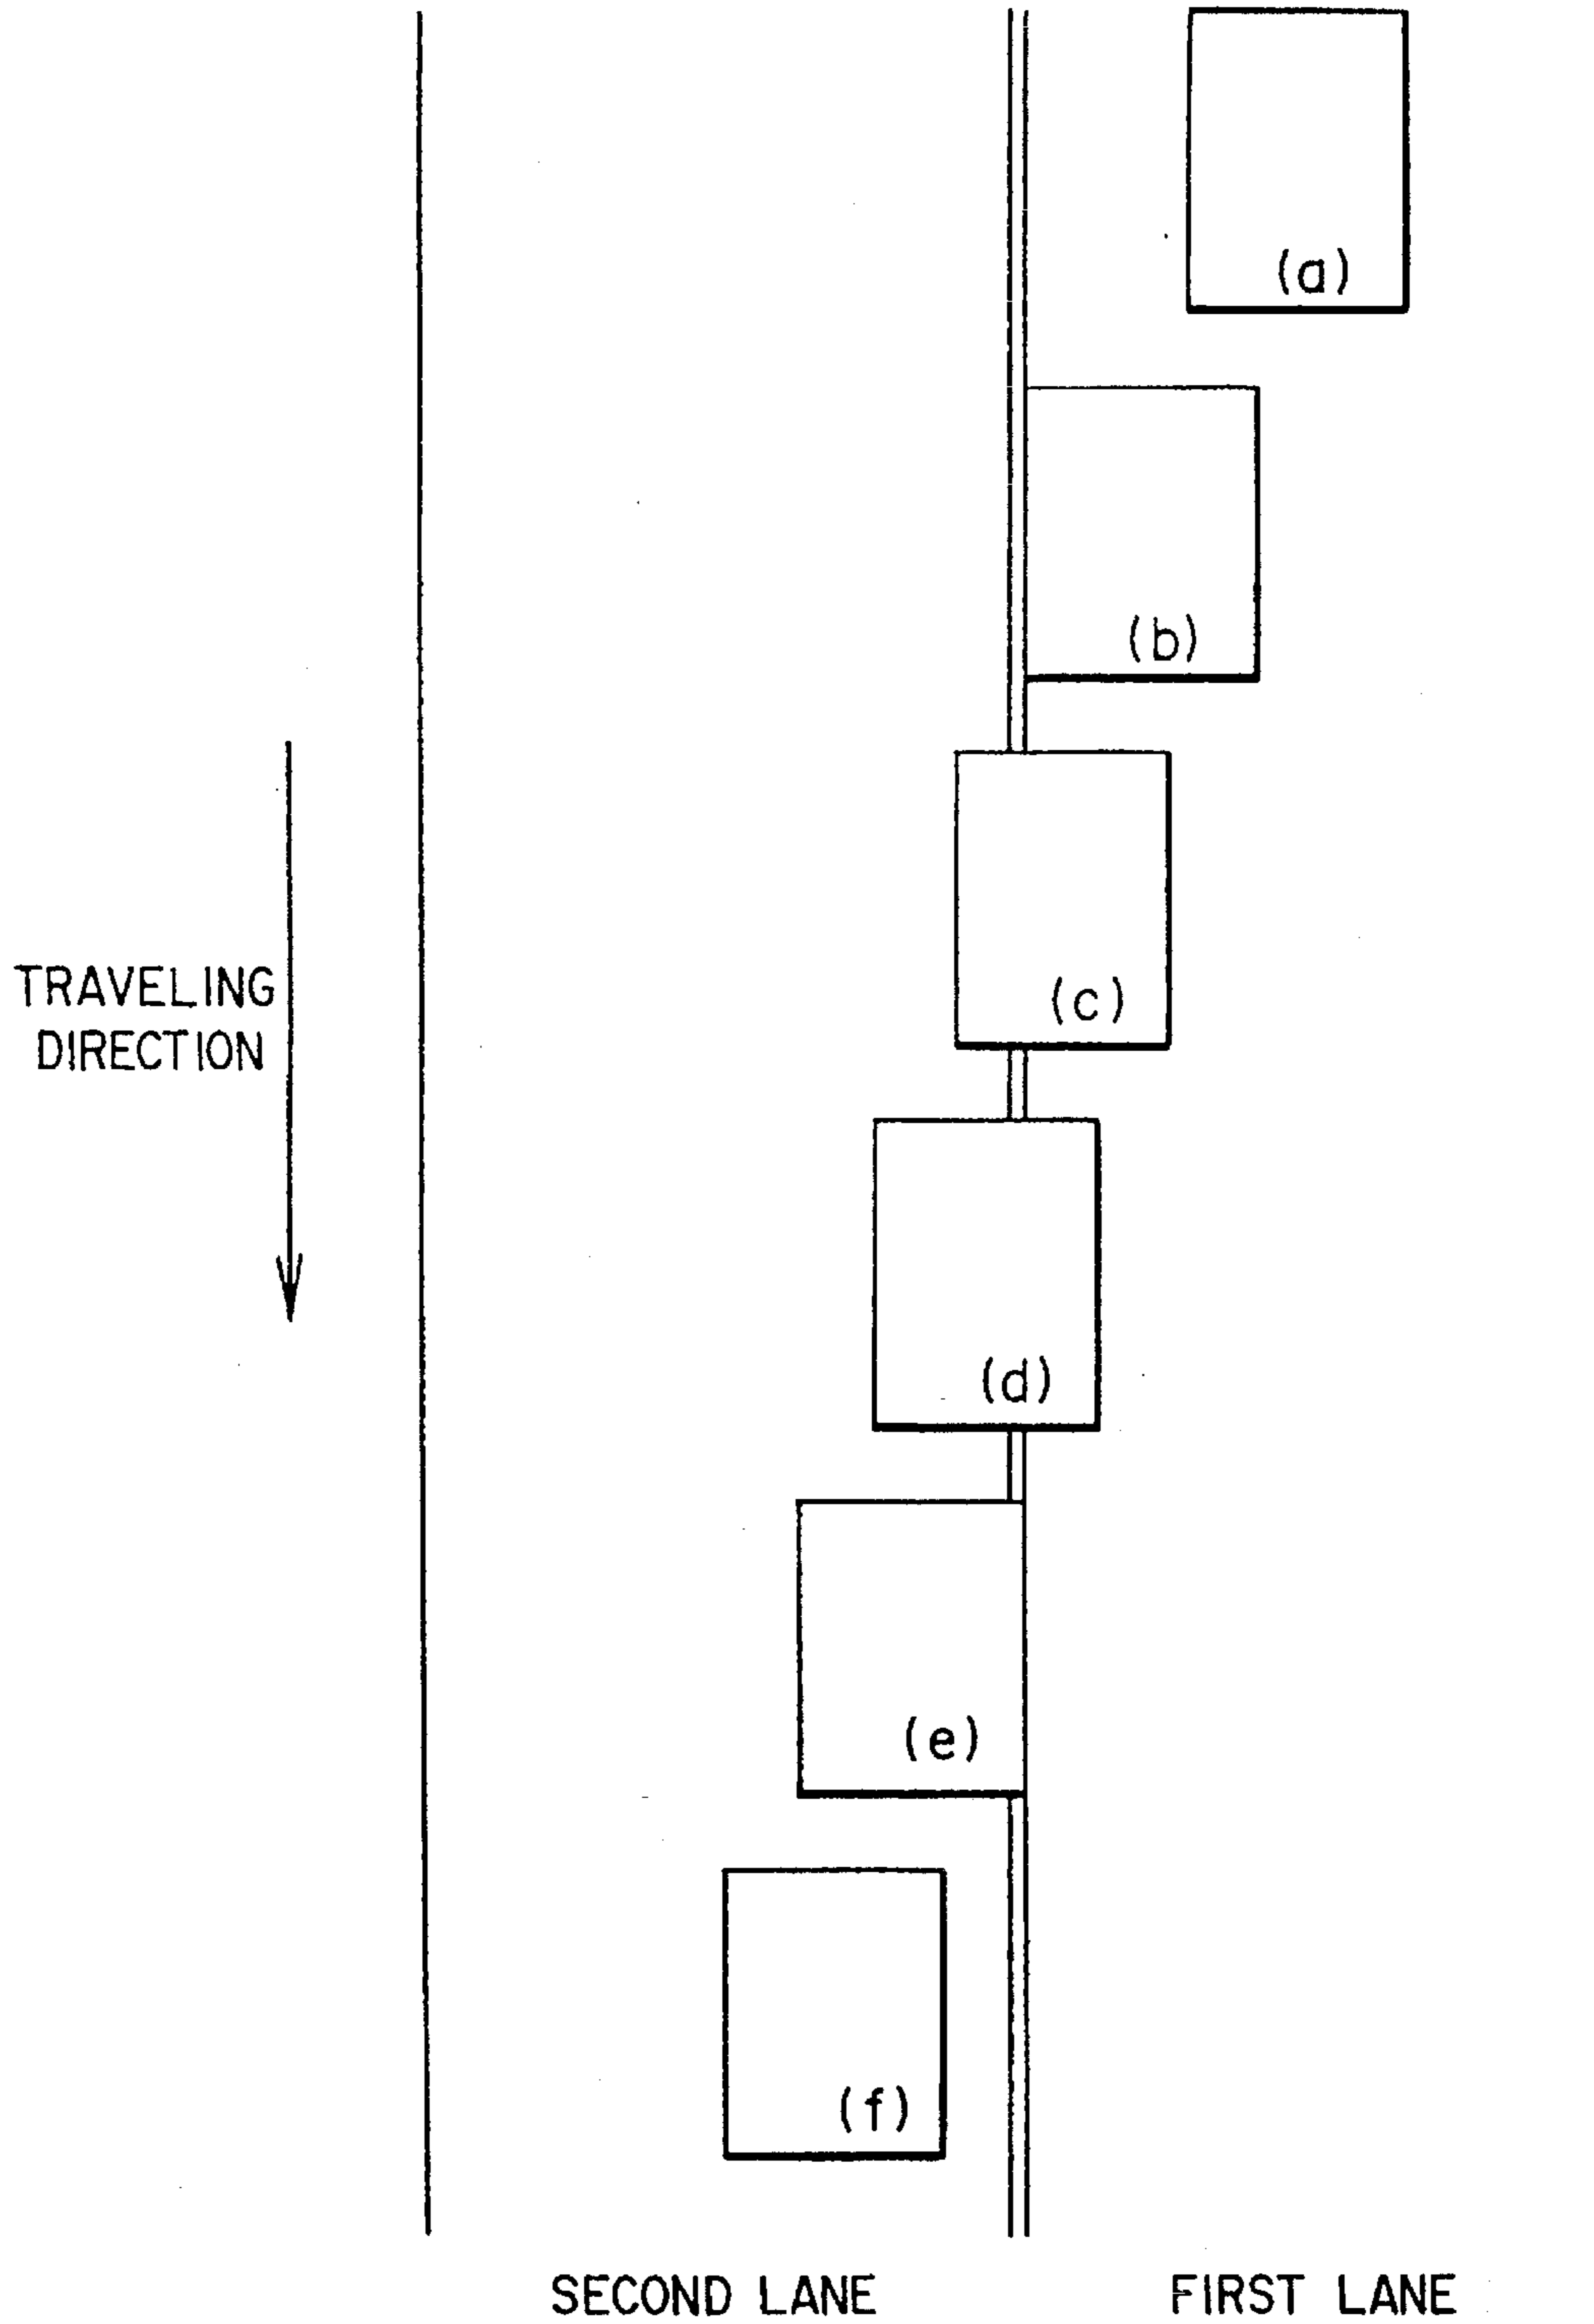 (a)
(b)
(c)
TRAVELING
DIRECTION
(d)
(e)
(f)
SECOND LANE
FIRST LANE